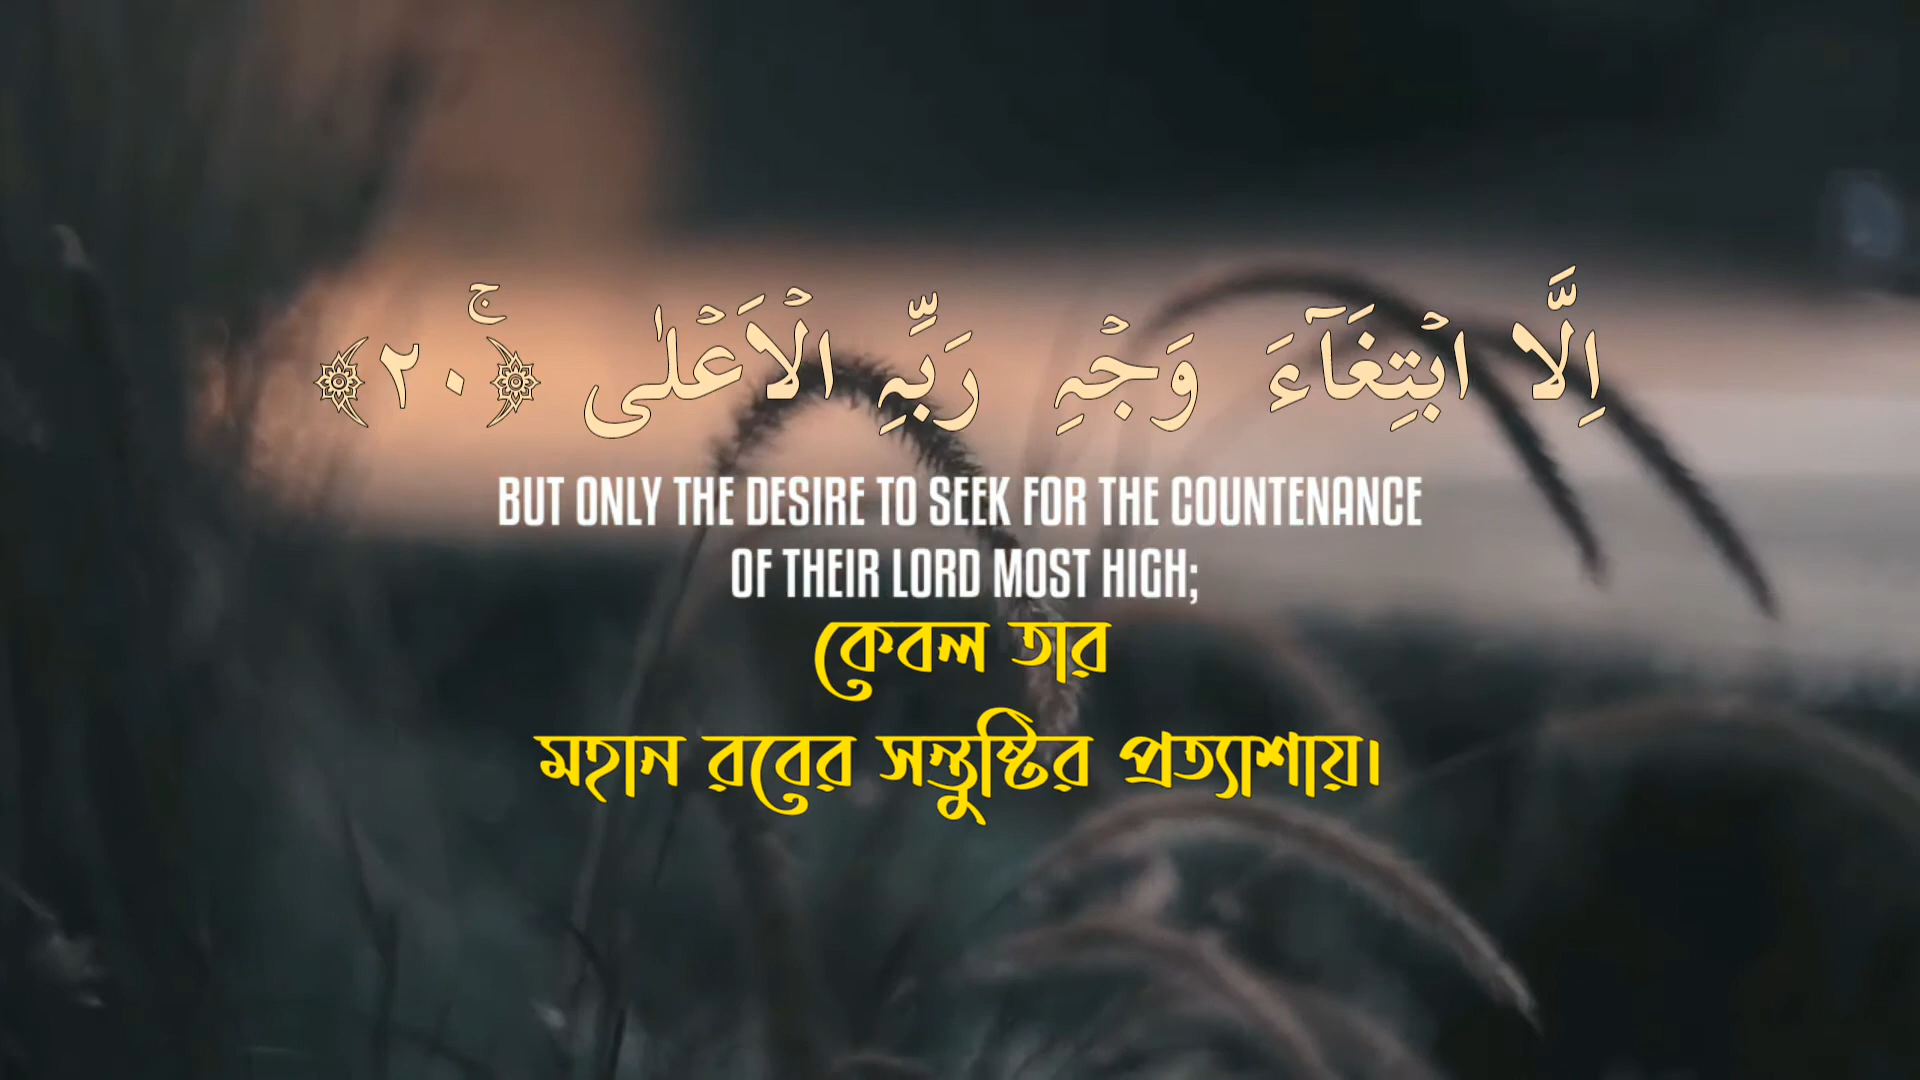 اِلَّا ابْتِغَآءَ وَجْهِ رَبِّهِ الْاَعْلٰى ۚ﴿۲۰﴾
BUT ONLY THE DESIRE TO SEEK FOR THE COUNTENANCE
OF THEIR LORD MOST HIGH;
কেবল তার
মহান রবের সন্তুষ্টির প্রত্যাশায়।